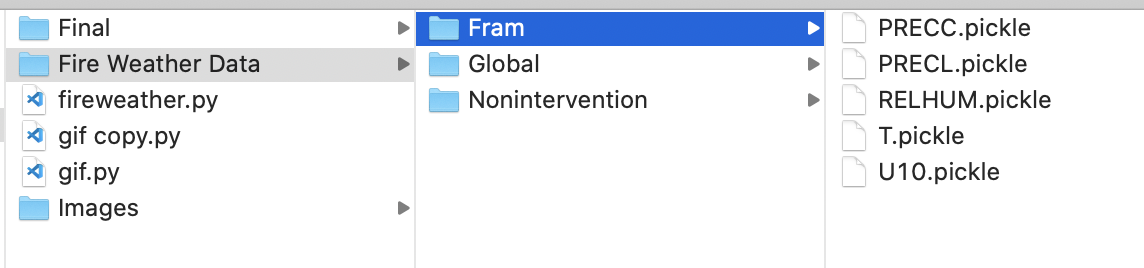 Final
Fire Weather Data
fireweather.py
gif copy.py
gif.py
Images
Fram
Global
Nonintervention
PRECC.pickle
PRECL.pickle
RELHUM.pickle
T.pickle
U10.pickle